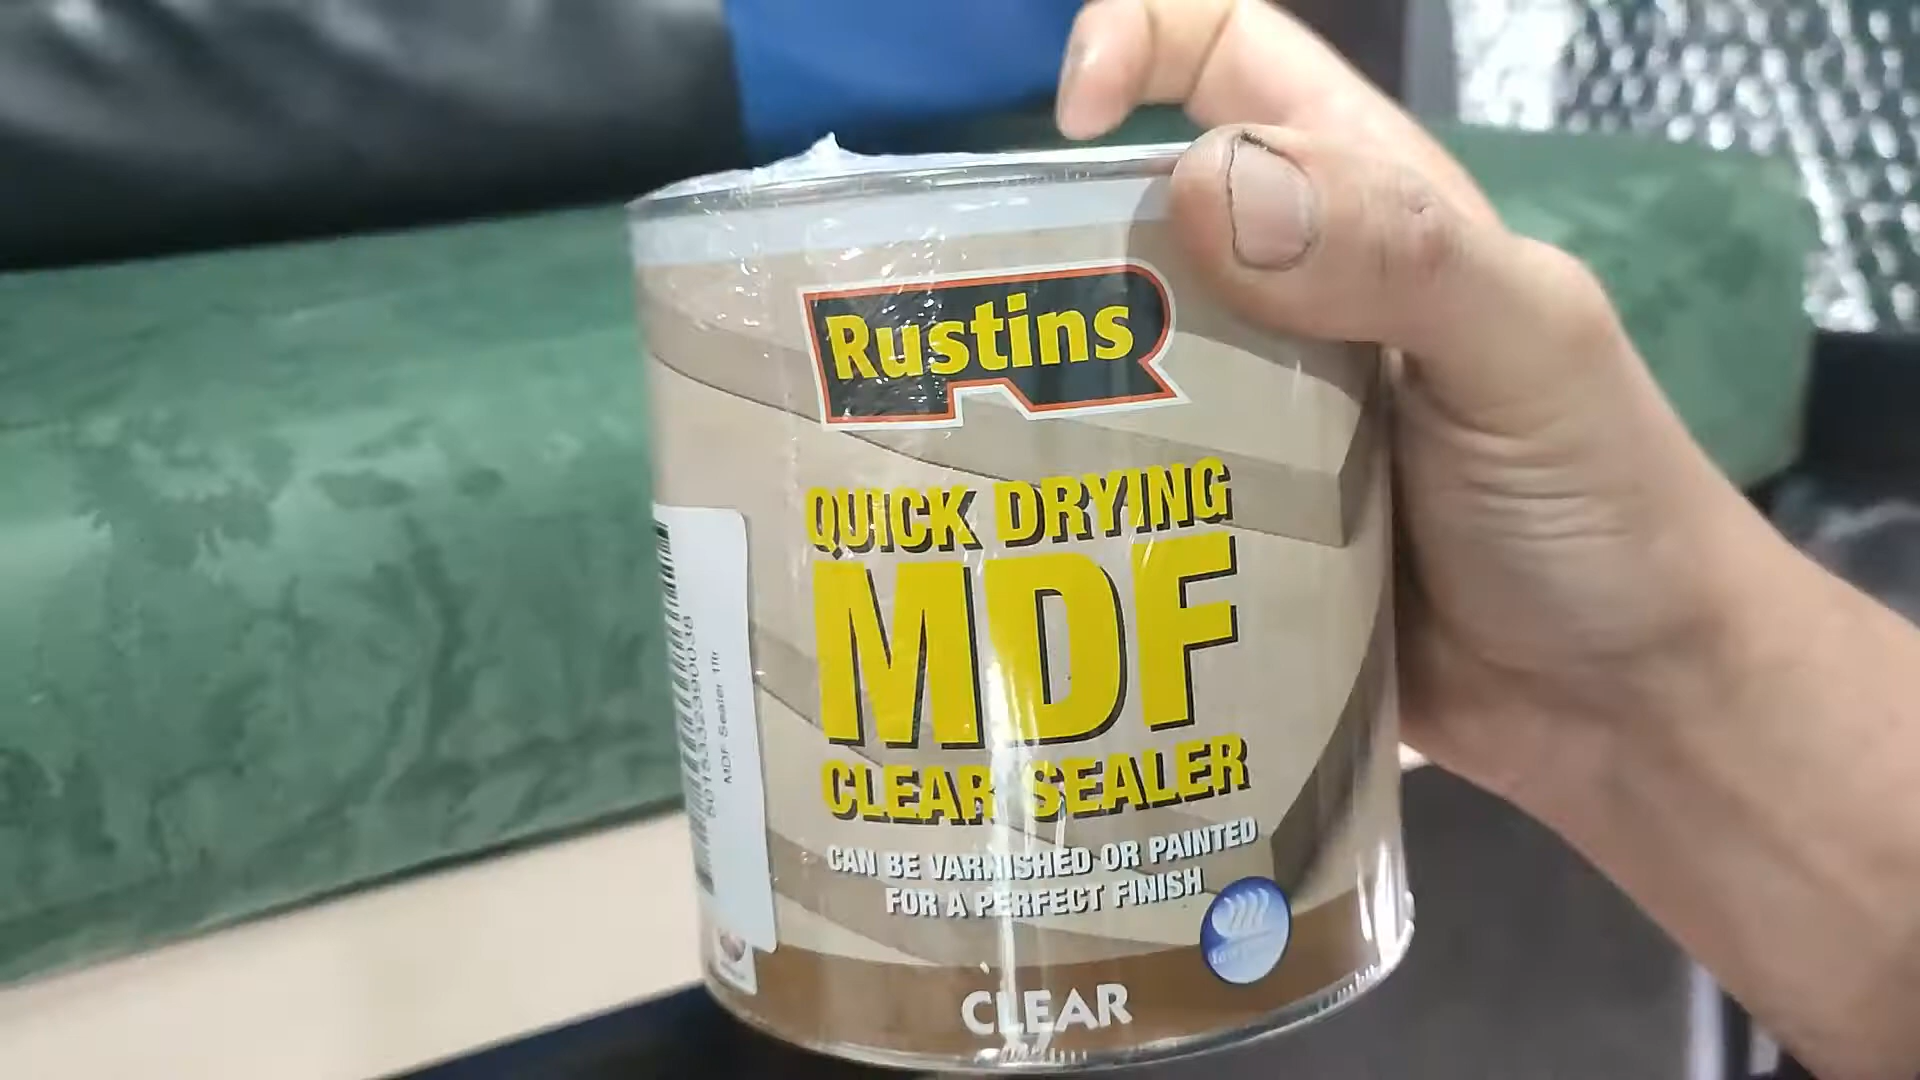 Rustins
QUICK DRYING
MDF
CLEAR SEALER
CAN BE VARNISHED OR PAINTED
FOR A PERFECT FINISH
CLEAR
MDF Sealer 1ltr